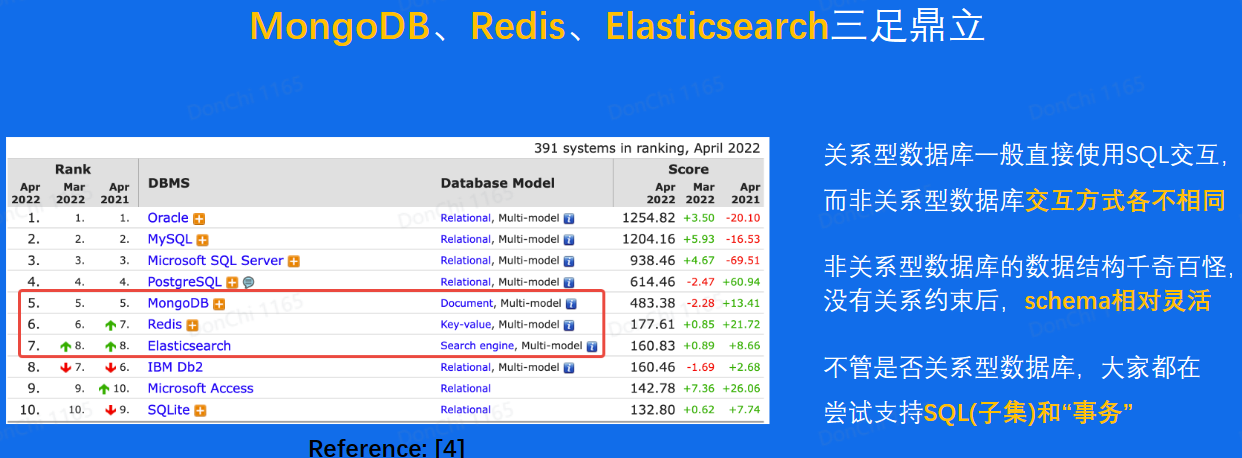 MongoDB、Redis、Elasticsearch三足鼎立
DonChi 1165
DonChi 1165
DonChi 1165
391 systems in ranking, April 2022
Rank DBMS Database Model Score
Apr 2022 Mar 2022 Apr 2021 Apr 2022 Mar 2022 Apr 2021
1. 1. 1. Oracle Relational, Multi-model 1254.82 +3.50 -20.10
2. 2. 2. MySQL Relational, Multi-model 1204.16 +5.93 -16.53
3. 3. 3. Microsoft SQL Server Relational, Multi-model 938.46 +4.67 -69.51
4. 4. 4. PostgreSQL Relational, Multi-model 614.46 -2.47 +60.94
5. 5. 5. MongoDB Document, Multi-model 483.38 -2.28 +13.41
6. 6. 7. Redis Key-value, Multi-model 177.61 +0.85 +21.72
7. 8. 8. Elasticsearch Search engine, Multi-model 160.83 +0.89 +8.66
8. 7. 6. IBM Db2 Relational, Multi-model 160.46 -1.69 +2.68
9. 9. 10. Microsoft Access Relational 142.78 +7.36 +26.06
10. 10. 9. SQLite Relational 132.80 +0.62 +7.74
Reference: [4]
关系型数据库一般直接使用SQL交互,
而非关系型数据库交互方式各不相同
非关系型数据库的数据结构千奇百怪,
没有关系约束后，schema相对灵活
不管是否关系型数据库，大家都在
尝试支持SQL(子集)和“事务”